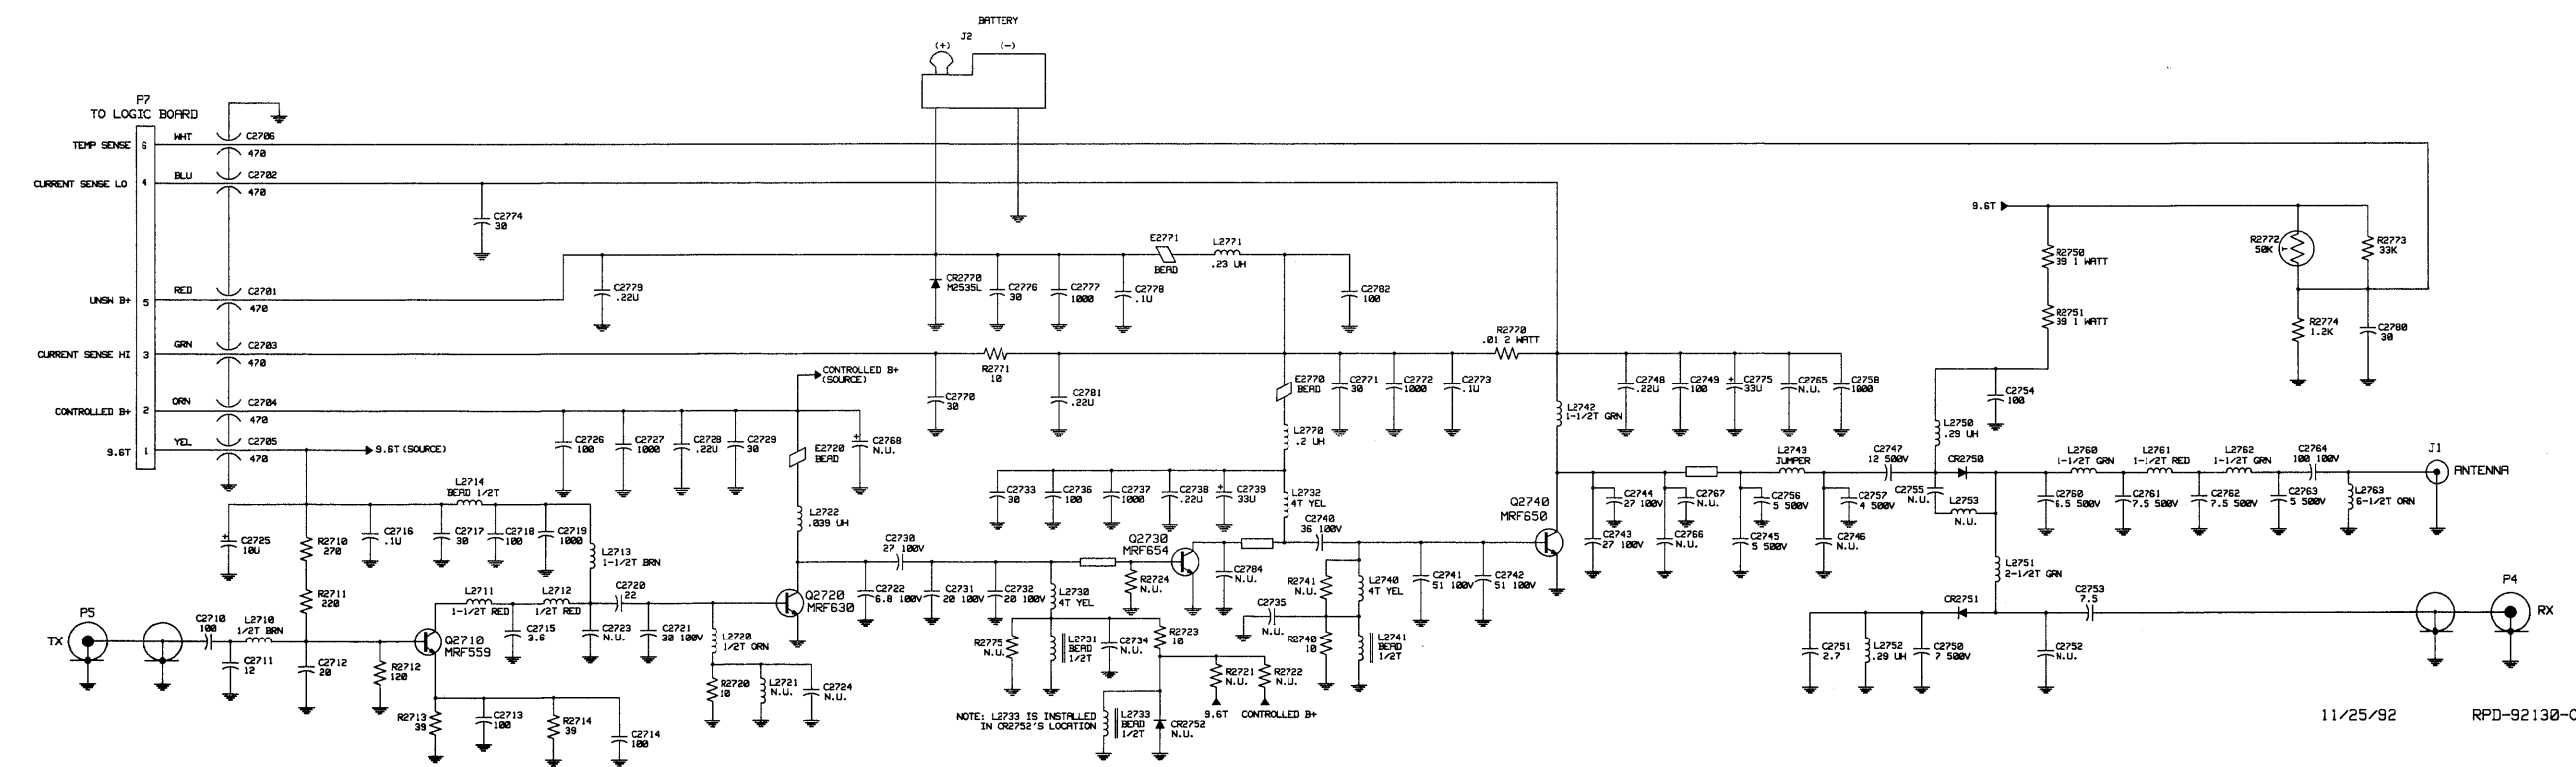 BATTERY
J2
(+)
(-)
P7
TO LOGIC BOARD
TEMP SENSE 6 WHT C2706
470
CURRENT SENSE LO 4 BLU C2702
470
C2774
30
9.6T
R2750
39 1 WATT
R2772
50K
T
R2773
33K
E2771
BEAD
L2771
.23 UH
UNSW B+ 5 RED C2701
470
C2779
.22U
CR2770
M2535L
C2776
30
C2777
1000
C2778
.1U
C2782
100
R2751
39 1 WATT
R2774
1.2K
C2780
30
CURRENT SENSE HI 3 GRN C2703
470
R2771
10
R2770
.01 2 WATT
CONTROLLED B+
(SOURCE)
C2770
30
C2781
.22U
E2770
BEAD
C2771
30
C2772
1000
C2773
.1U
C2748
.22U
C2749
100
+
C2775
33U
C2765
N.U.
C2758
1000
C2754
100
CONTROLLED B+ 2 ORN C2704
470
L2742
1-1/2T GRN
9.6T 1 YEL C2705
470
9.6T (SOURCE)
C2726
100
C2727
1000
C2728
.22U
C2729
30
E2720
BEAD
+
C2768
N.U.
L2770
.2 UH
L2750
.29 UH
L2743
JUMPER
C2747
12 500V
CR2750
L2760
1-1/2T GRN
L2761
1-1/2T RED
L2762
1-1/2T GRN
C2764
100 100V
J1
ANTENNA
L2714
BEAD 1/2T
C2733
30
C2736
100
C2737
1000
C2738
.22U
+
C2739
33U
L2732
4T YEL
Q2740
MRF650
C2744
27 100V
C2767
N.U.
C2756
5 500V
C2757
4 500V
C2755
N.U.
L2753
N.U.
C2760
6.5 500V
C2761
7.5 500V
C2762
7.5 500V
C2763
5 500V
L2763
6-1/2T ORN
+
C2725
10U
R2710
270
C2716
.1U
C2717
30
C2718
100
C2719
1000
L2722
.039 UH
L2713
1-1/2T BRN
C2730
27 100V
Q2730
MRF654
C2740
36 100V
C2743
27 100V
C2766
N.U.
C2745
5 500V
C2746
N.U.
L2751
2-1/2T GRN
R2711
220
L2711
1-1/2T RED
L2712
1/2T RED
C2720
22
Q2720
MRF630
C2722
6.8 100V
C2731
20 100V
C2732
20 100V
L2730
4T YEL
R2724
N.U.
C2784
N.U.
R2741
N.U.
L2740
4T YEL
C2741
51 100V
C2742
51 100V
CR2751
C2753
7.5
P4
RX
P5
TX
C2710
100
L2710
1/2T BRN
Q2710
MRF559
C2715
3.6
C2723
N.U.
C2721
30 100V
L2720
1/2T ORN
R2775
N.U.
L2731
BEAD
1/2T
C2734
N.U.
R2723
10
C2735
N.U.
R2740
10
L2741
BEAD
1/2T
C2751
2.7
L2752
.29 UH
C2750
7 500V
C2752
N.U.
C2711
12
C2712
20
R2712
120
R2720
10
L2721
N.U.
C2724
N.U.
R2721
N.U.
R2722
N.U.
R2713
39
C2713
100
R2714
39
C2714
100
NOTE: L2733 IS INSTALLED
IN CR2752'S LOCATION
L2733
BEAD
1/2T
CR2752
N.U.
9.6T
CONTROLLED B+
11/25/92
RPD-92130-C